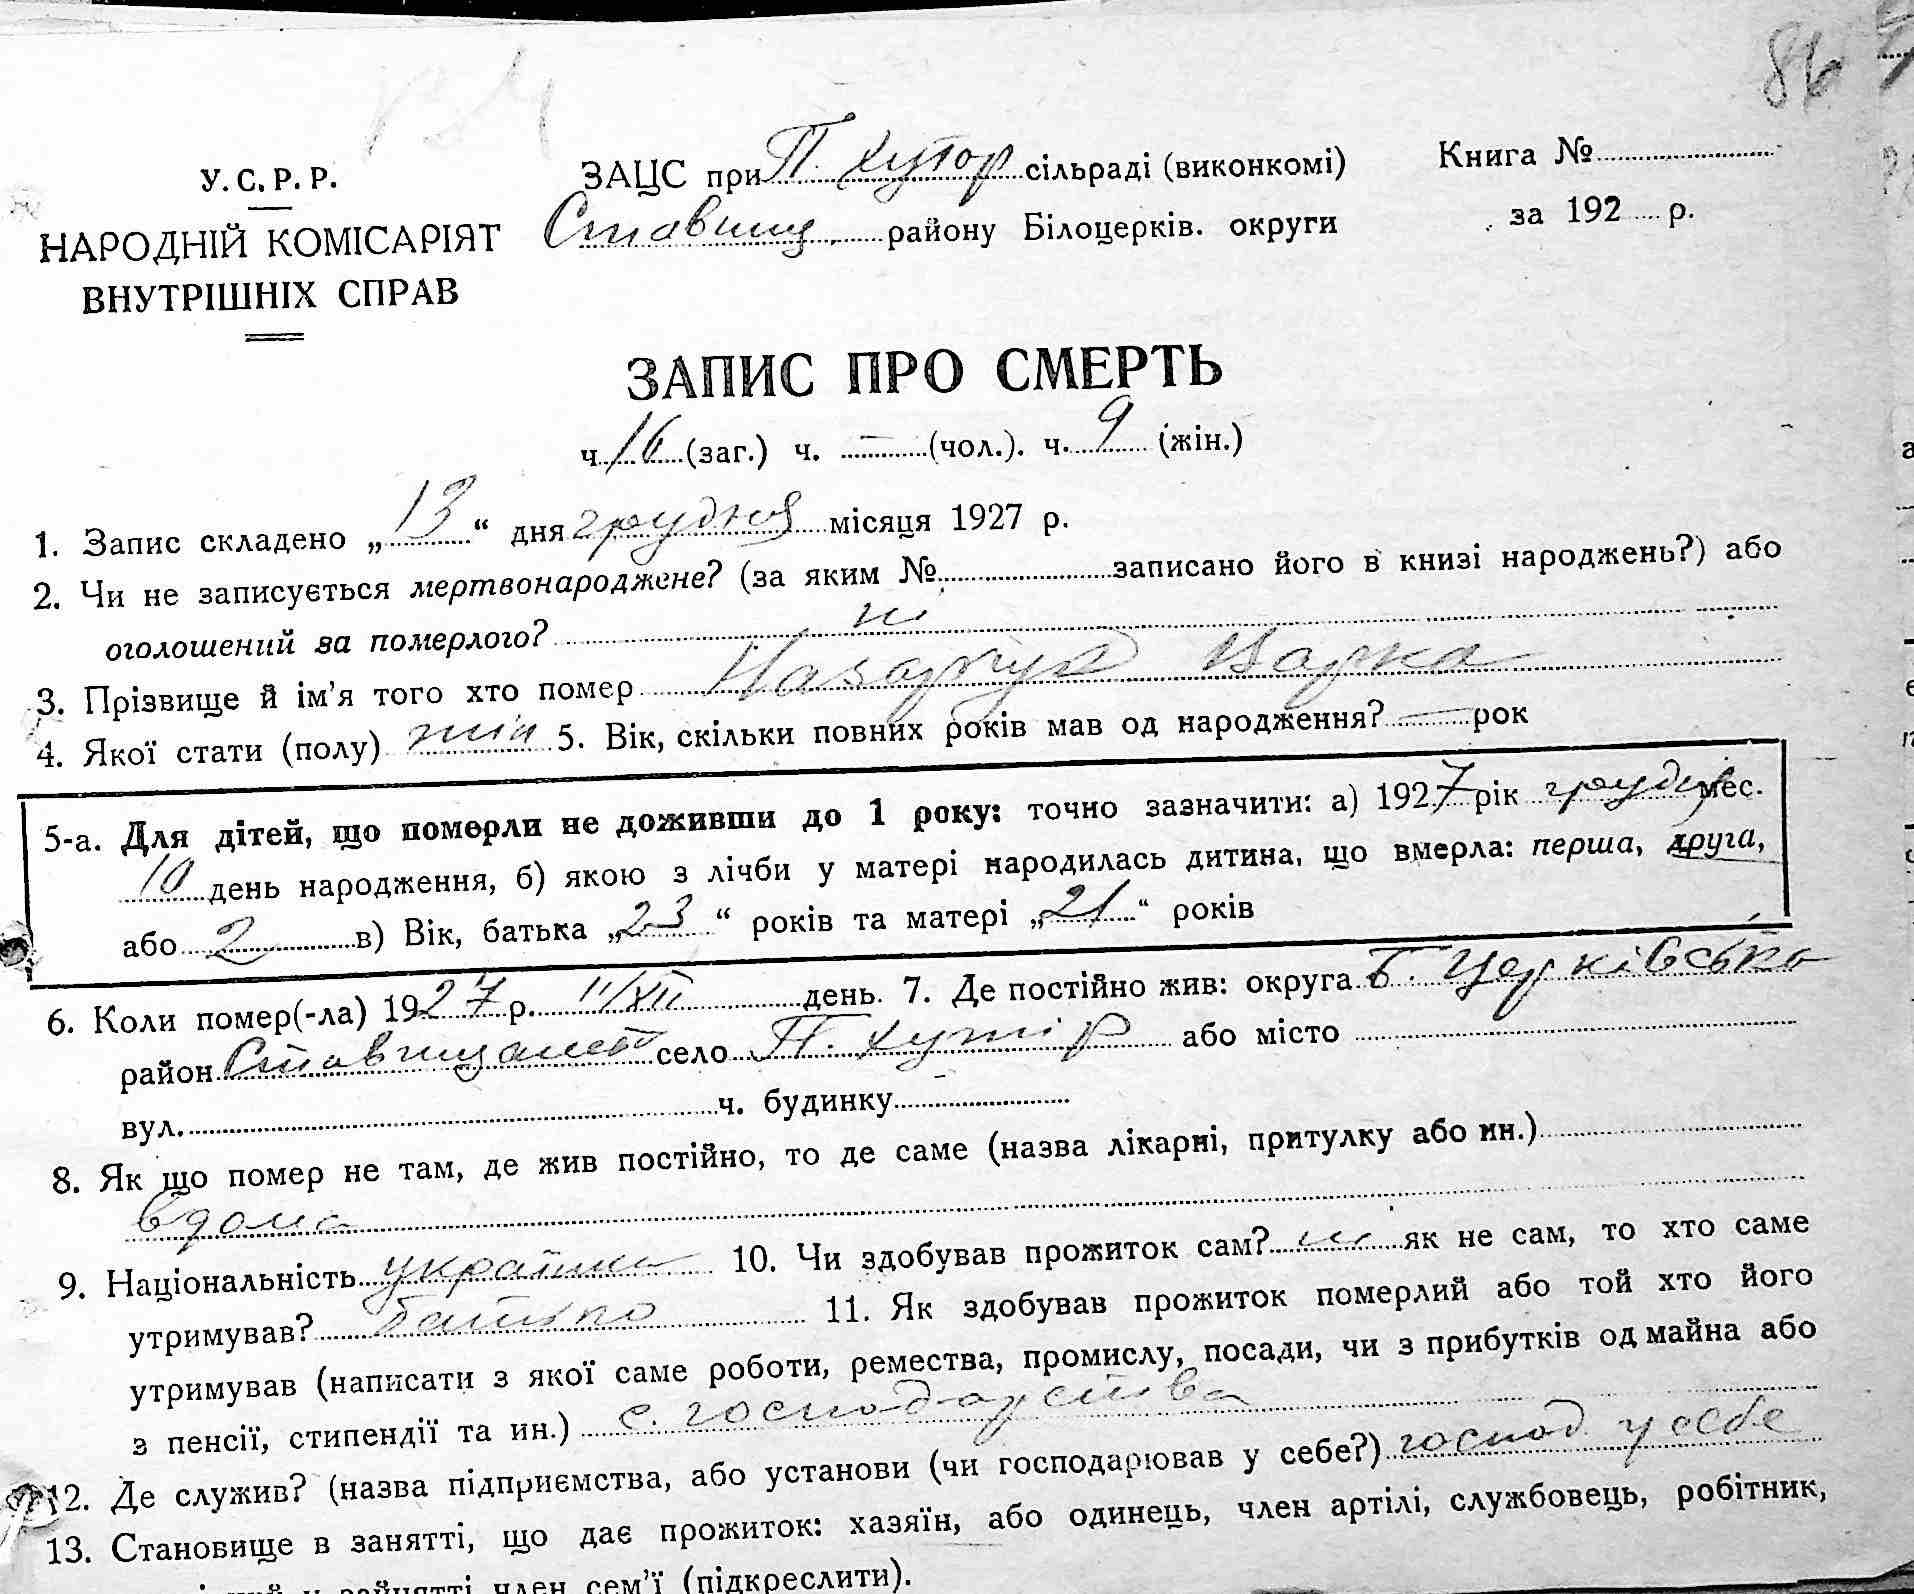 86
У.С.Р.Р.
НАРОДНІЙ КОМІСАРІЯТ
ВНУТРІШНІХ СПРАВ
ЗАЦС при П. хутор сільраді (виконкомі)
Ставищ. району Білоцерків. округи
Книга №
за 192 р.
ЗАПИС ПРО СМЕРТЬ
ч. 16 (заг.) ч. — (чол.). ч. 9 (жін.)
1. Запис складено „13“ дня грудня місяця 1927 р.
2. Чи не записується мертвонароджене? (за яким № записано його в книзі народжень?) або
оголошений за померлого? ні
3. Прізвище й ім’я того хто помер Назарчук Варка
4. Якої стати (полу) жін 5. Вік, скільки повних років мав од народження? — рок
5-а. Для дітей, що померли не доживши до 1 року: точно зазначити: а) 1927 рік грудня мес.
10 день народження, б) якою з лічби у матері народилась дитина, що вмерла: перша, друга,
або 2 в) Вік, батька „23“ років та матері „21“ років
6. Коли помер(-ла) 1927 р. 11/XII день. 7. Де постійно жив: округа Б. Церківська
район Ставищанськ село П. хутір або місто
вул. ч. будинку
8. Як що помер не там, де жив постійно, то де саме (назва лікарні, притулку або ин.)
вдома
9. Національність українка 10. Чи здобував прожиток сам? ні як не сам, то хто саме
утримував? батько 11. Як здобував прожиток померлий або той хто його
утримував (написати з якої саме роботи, ремества, промислу, посади, чи з прибутків од майна або
з пенсії, стипендії та ин.) с. господарства
12. Де служив? (назва підприємства, або установи (чи господарював у себе?) господ. у себе
13. Становище в занятті, що дає прожиток: хазяїн, або одинець, член артілі, службовець, робітник,
член сем’ї (підкреслити).